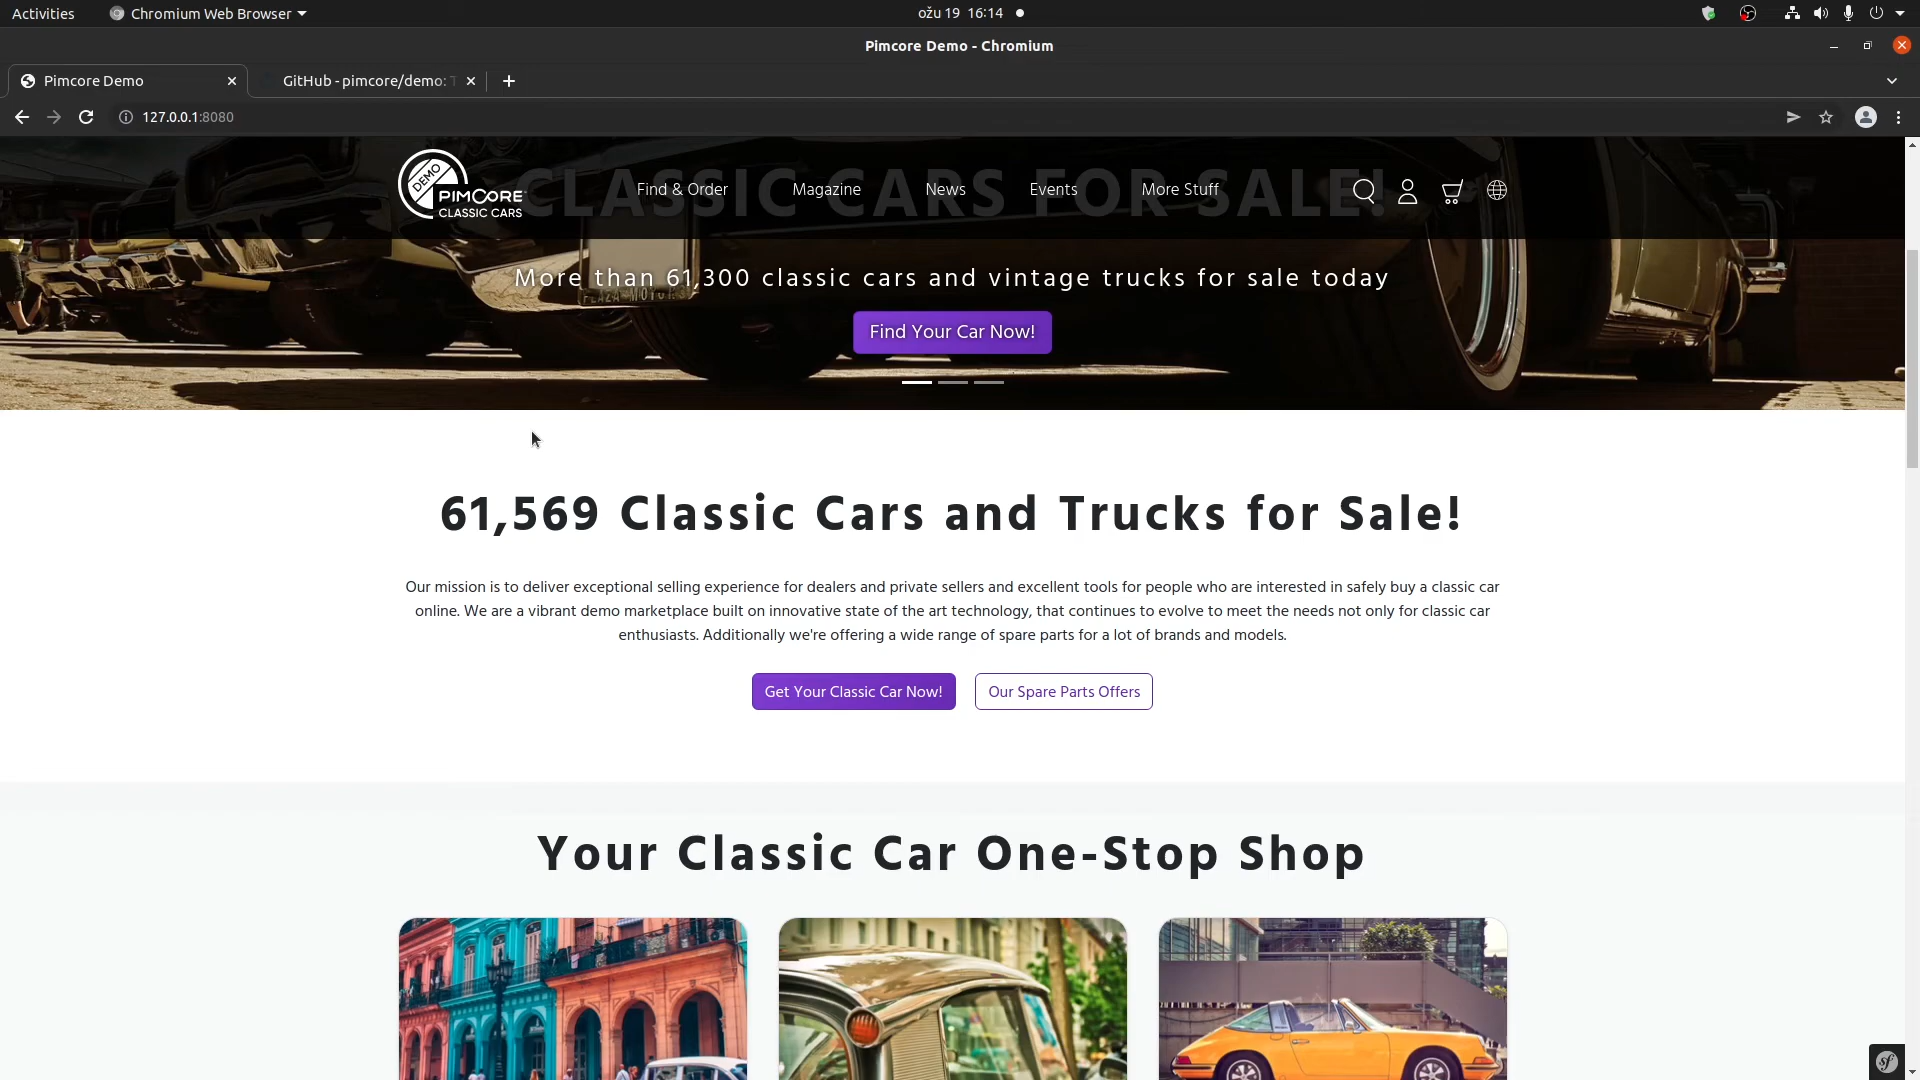 Activities
Chromium Web Browser
ožu 19 16:14
Pimcore Demo - Chromium
Pimcore Demo
GitHub - pimcore/demo: T
127.0.0.1:8080
CLASSIC CARS FOR SALE!
DEMO
PIMCORE
CLASSIC CARS
Find & Order
Magazine
News
Events
More Stuff
More than 61,300 classic cars and vintage trucks for sale today
PLAZA MOTORS
Find Your Car Now!
61,569 Classic Cars and Trucks for Sale!
Our mission is to deliver exceptional selling experience for dealers and private sellers and excellent tools for people who are interested in safely buy a classic car
online. We are a vibrant demo marketplace built on innovative state of the art technology, that continues to evolve to meet the needs not only for classic car
enthusiasts. Additionally we're offering a wide range of spare parts for a lot of brands and models.
Get Your Classic Car Now!
Our Spare Parts Offers
Your Classic Car One-Stop Shop
sf